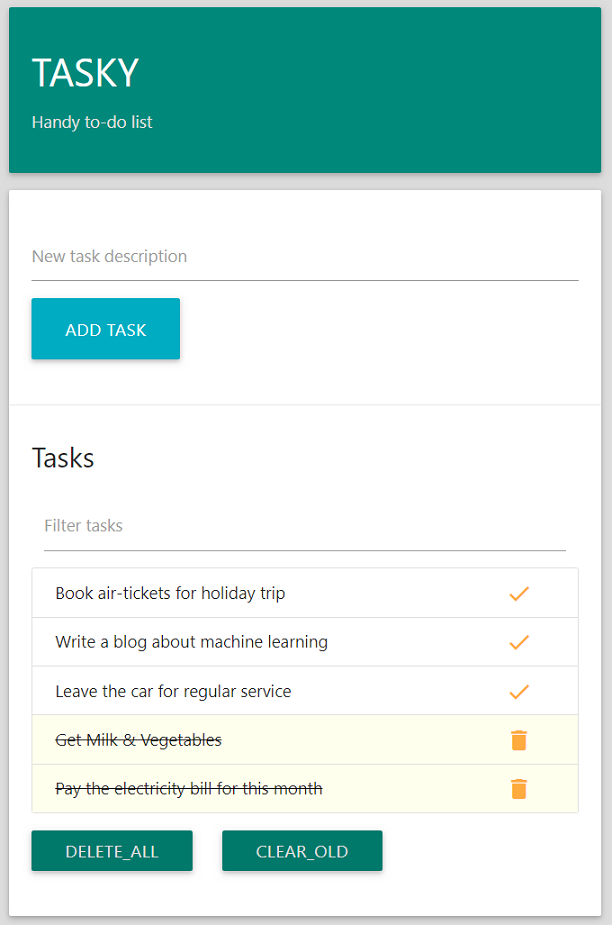 TASKY
Handy to-do list
New task description
ADD TASK
Tasks
Filter tasks
Book air-tickets for holiday trip
Write a blog about machine learning
Leave the car for regular service
Get Milk & Vegetables
Pay the electricity bill for this month
DELETE_ALL
CLEAR_OLD